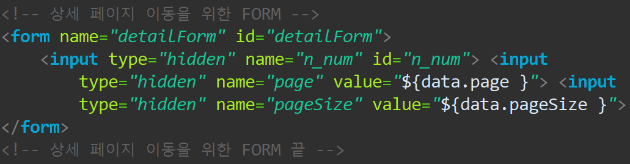 <!-- 상세 페이지 이동을 위한 FORM -->
<form name="detailForm" id="detailForm">
    <input type="hidden" name="n_num" id="n_num"> <input
        type="hidden" name="page" value="${data.page }"> <input
        type="hidden" name="pageSize" value="${data.pageSize }">
</form>
<!-- 상세 페이지 이동을 위한 FORM 끝 -->